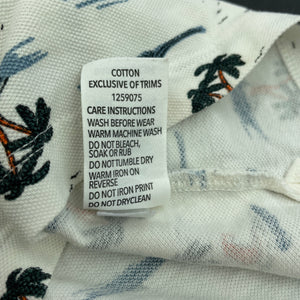 COTTON
EXCLUSIVE OF TRIMS
1259075
CARE INSTRUCTIONS
WASH BEFORE WEAR
WARM MACHINE WASH
DO NOT BLEACH,
SOAK OR RUB
DO NOT TUMBLE DRY
WARM IRON ON
REVERSE
DO NOT IRON PRINT
DO NOT DRYCLEAN